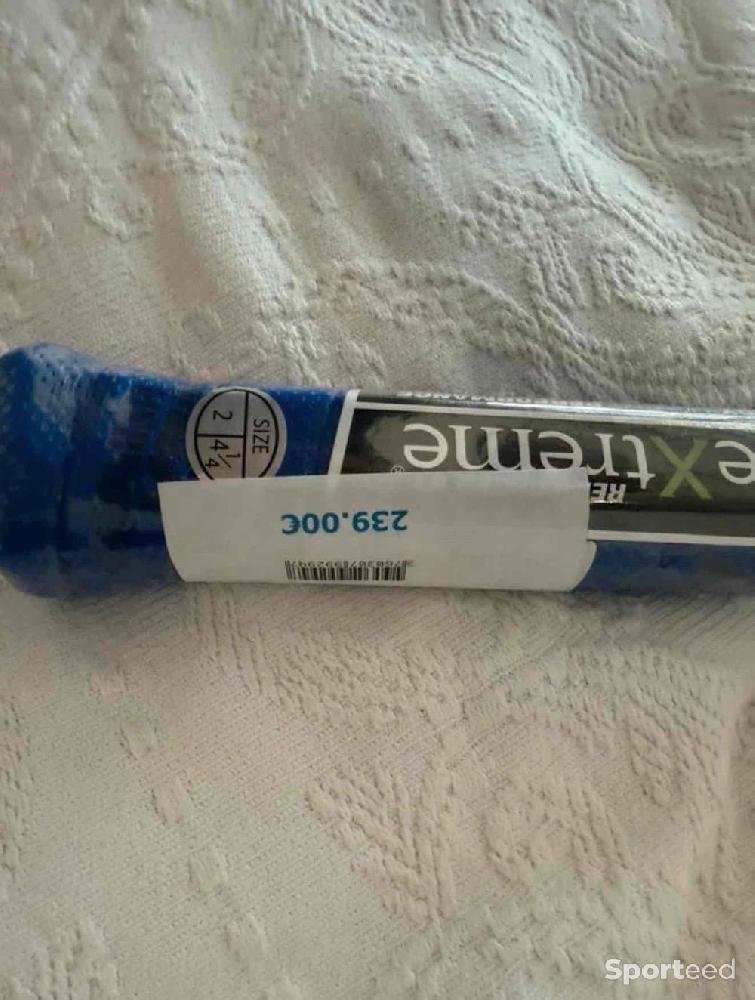 SIZE
2 4 1/4
eXtreme®
239.00€
Sporteed